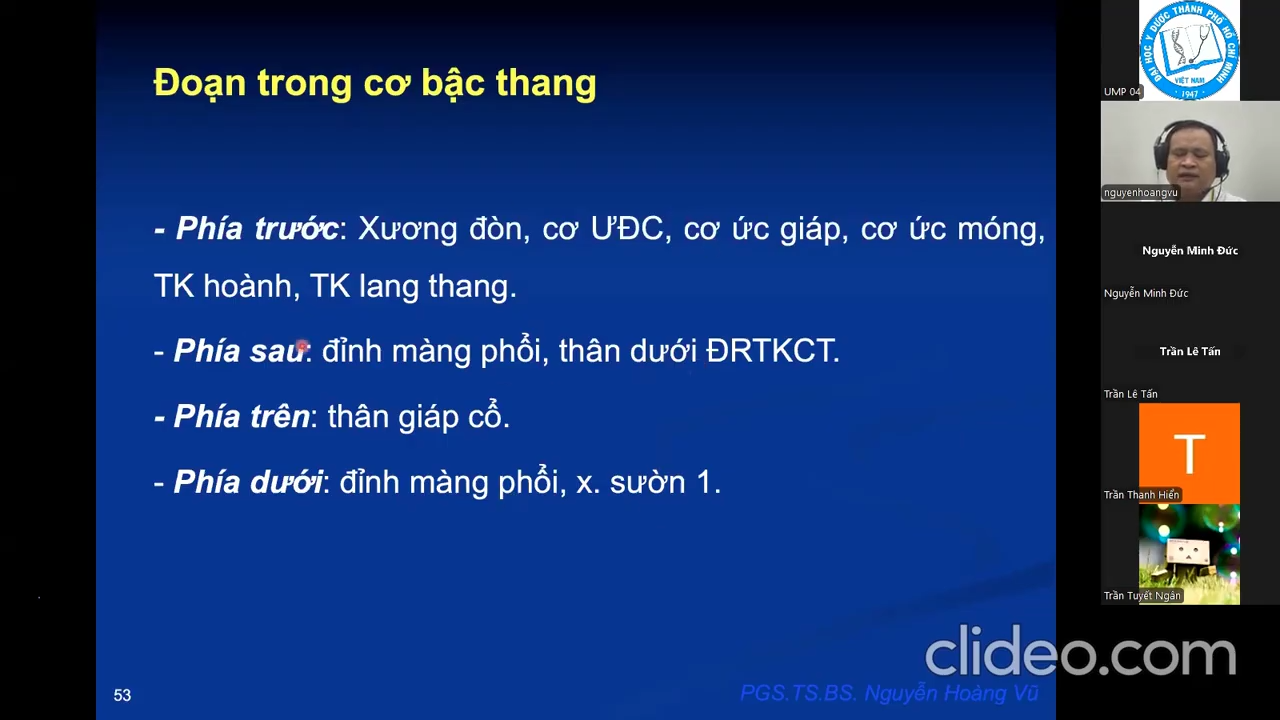 Đoạn trong cơ bậc thang
- Phía trước: Xương đòn, cơ ƯĐC, cơ ức giáp, cơ ức móng,
TK hoành, TK lang thang.
- Phía sau: đỉnh màng phổi, thân dưới ĐRTKCT.
- Phía trên: thân giáp cổ.
- Phía dưới: đỉnh màng phổi, x. sườn 1.
53
PGS.TS.BS. Nguyễn Hoàng Vũ
clideo.com
ĐẠI HỌC Y DƯỢC THÀNH PHỐ HỒ CHÍ MINH
VIỆT NAM
1947
UMP 04
nguyenhoangvu
Nguyễn Minh Đức
Nguyễn Minh Đức
Trần Lê Tấn
Trần Lê Tấn
T
Trần Thanh Hiển
Trần Tuyết Ngân